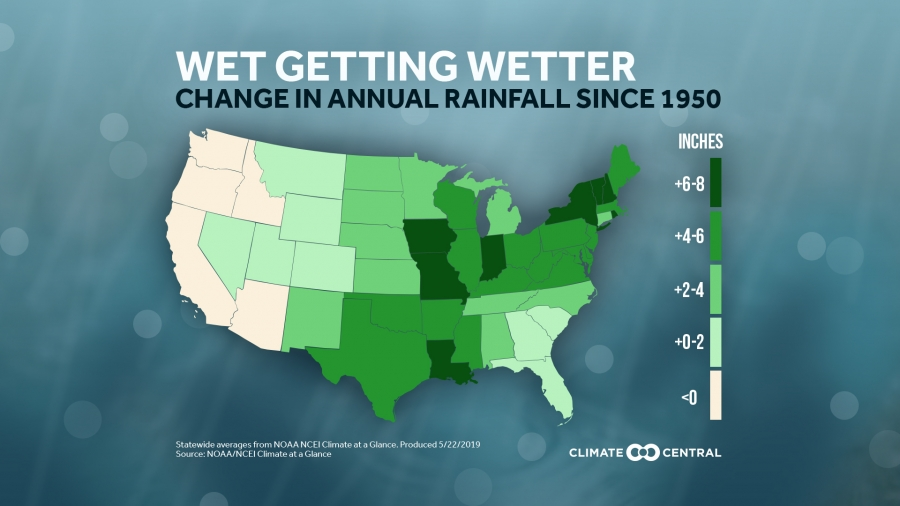 WET GETTING WETTER
CHANGE IN ANNUAL RAINFALL SINCE 1950
INCHES
+6-8
+4-6
+2-4
+0-2
<0
Statewide averages from NOAA NCEI Climate at a Glance. Produced 5/22/2019
Source: NOAA/NCEI Climate at a Glance
CLIMATE CENTRAL